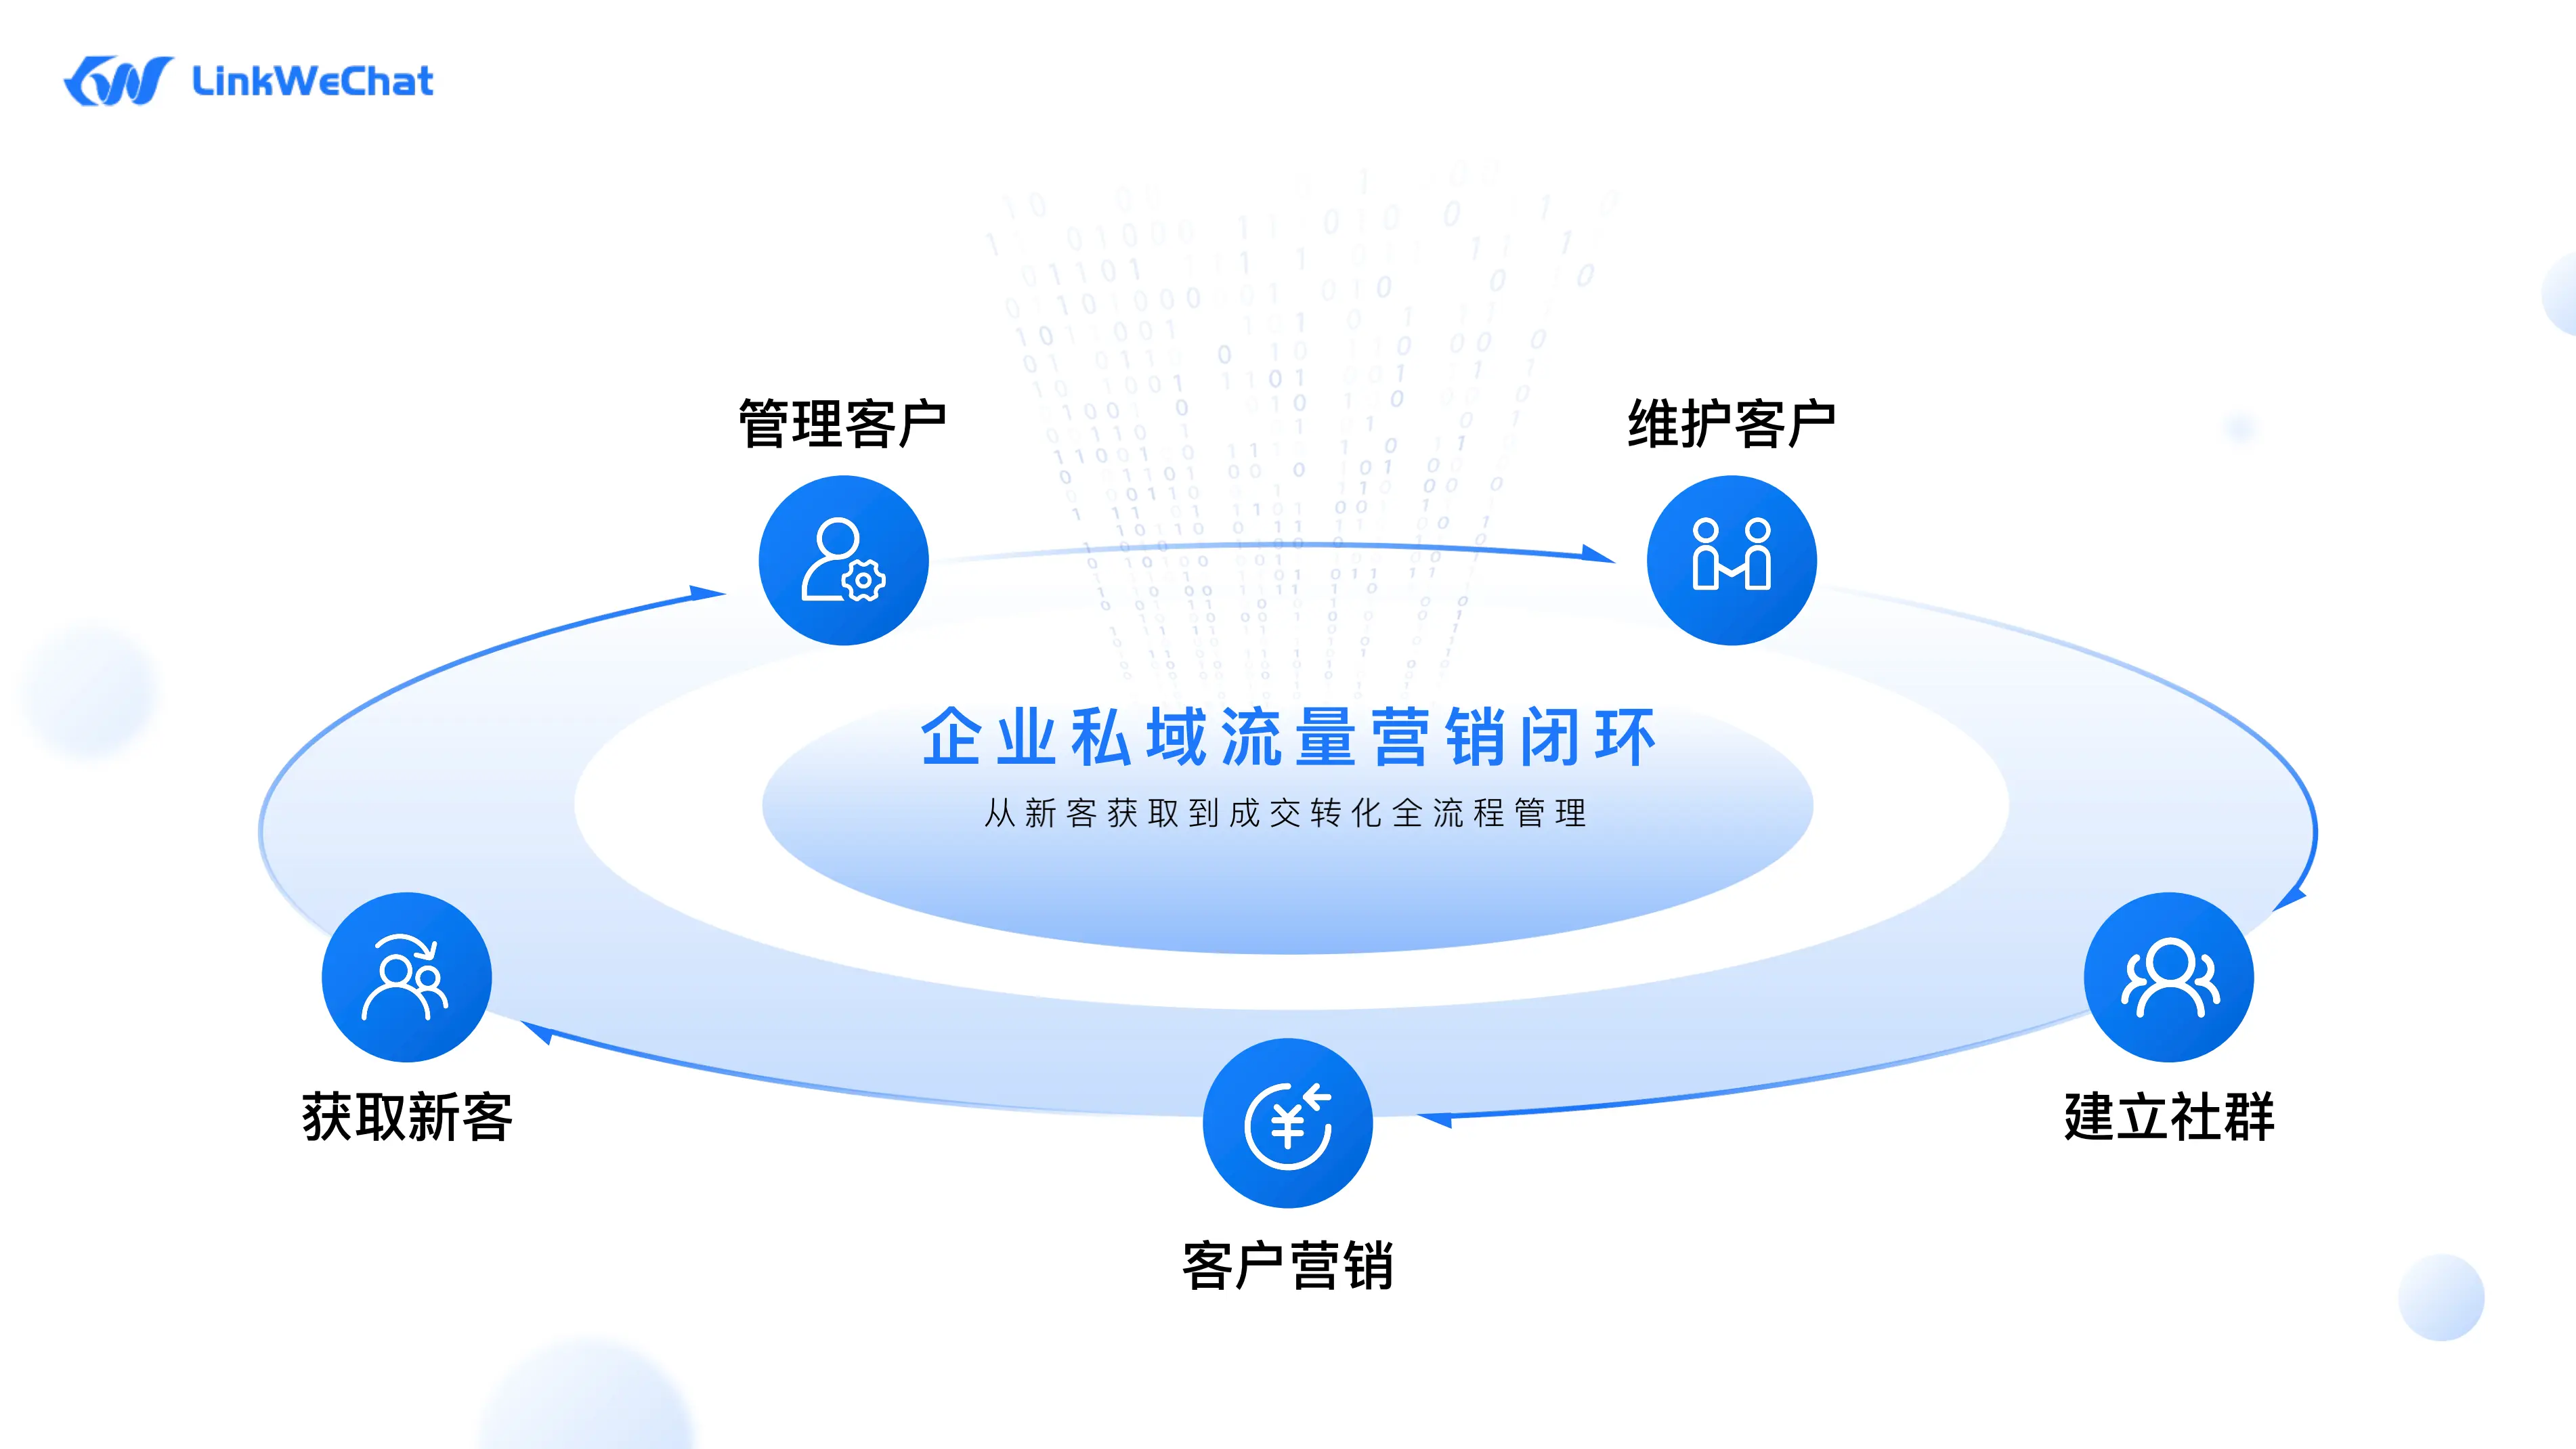 LinkWeChat
管理客户
维护客户
企业私域流量营销闭环
从新客获取到成交转化全流程管理
获取新客
建立社群
客户营销